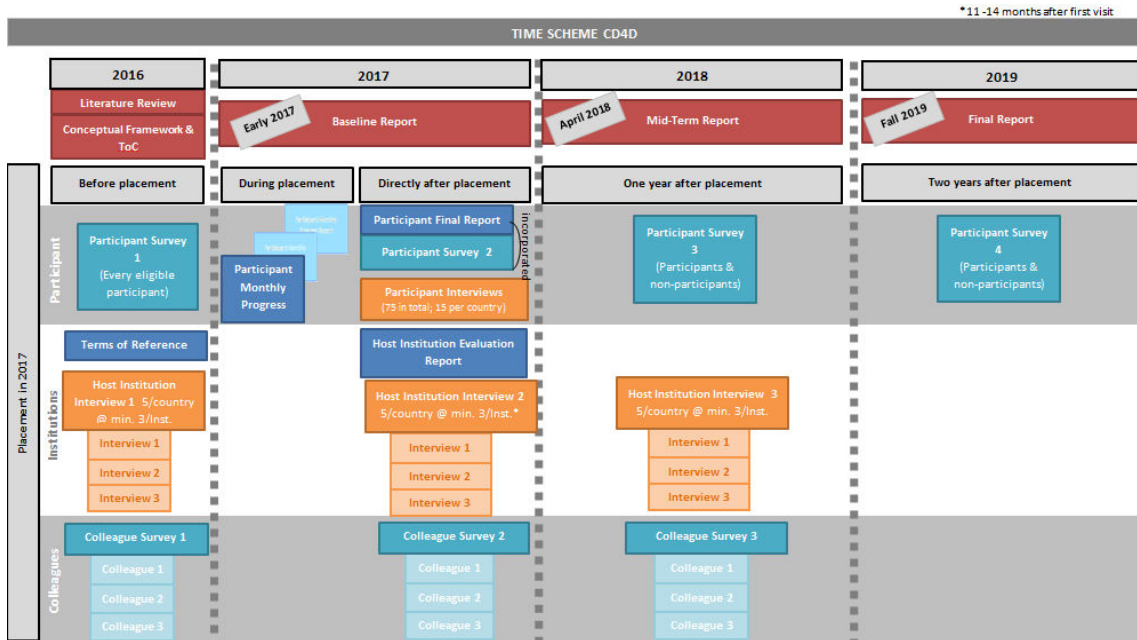 *11 -14 months after first visit
TIME SCHEME CD4D
2016
2017
2018
2019
Literature Review
Conceptual Framework &
ToC
Early 2017
Baseline Report
April 2018
Mid-Term Report
Fall 2019
Final Report
Placement in 2017
Before placement
During placement
Directly after placement
One year after placement
Two years after placement
Participant
Participant Survey
1
(Every eligible
participant)
Participant
Monthly
Progress
Participant Final Report
Participant Survey 2
incorporated
Participant Interviews
(75 in total; 15 per country)
Participant Survey
3
(Participants &
non-participants)
Participant Survey
4
(Participants &
non-participants)
Institutions
Terms of Reference
Host Institution
Interview 1 5/country
@ min. 3/Inst.
Interview 1
Interview 2
Interview 3
Host Institution Evaluation
Report
Host Institution Interview 2
5/country @ min. 3/Inst.*
Interview 1
Interview 2
Interview 3
Host Institution Interview 3
5/country @ min. 3/Inst.
Interview 1
Interview 2
Interview 3
Colleagues
Colleague Survey 1
Colleague 1
Colleague 2
Colleague 3
Colleague Survey 2
Colleague 1
Colleague 2
Colleague 3
Colleague Survey 3
Colleague 1
Colleague 2
Colleague 3